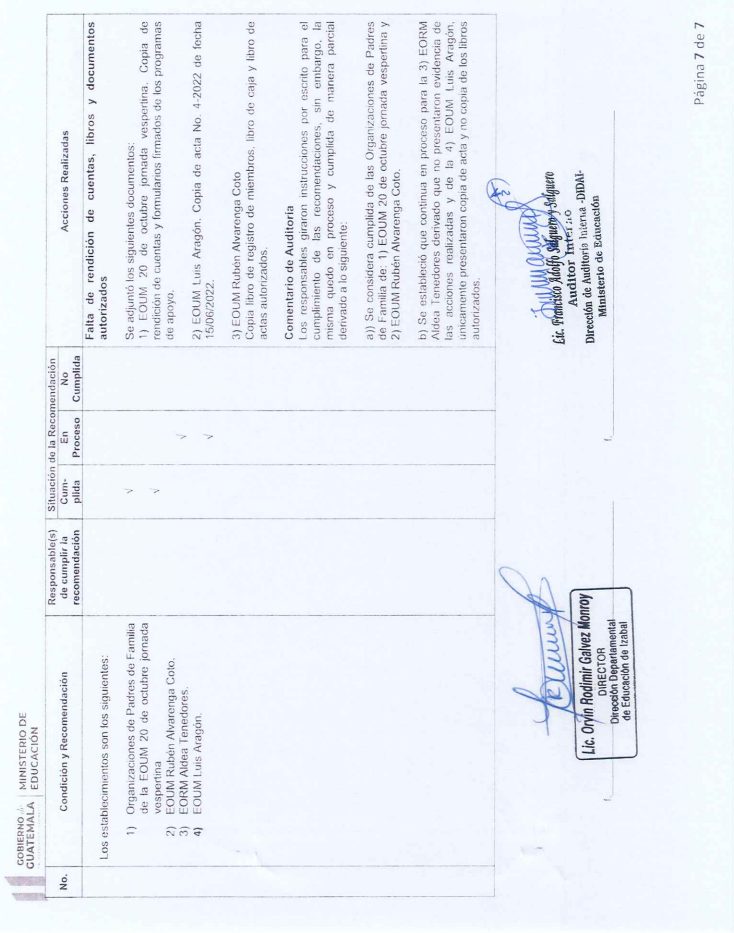 GOBIERNO de
GUATEMALA
MINISTERIO DE
EDUCACIÓN
No.
Condición y Recomendación
Responsable(s)
de cumplir la
recomendación
Situación de la Recomendación
Cum-
plida
En
Proceso
No
Cumplida
Acciones Realizadas
Los establecimientos son los siguientes:
1) Organizaciones de Padres de Familia
de la EOUM 20 de octubre jornada
vespertina
2) EOUM Rubén Alvarenga Coto.
3) EORM Aldea Tenedores.
4) EOUM Luis Aragón.
√
√
√
√
Falta de rendición de cuentas, libros y documentos
autorizados
Se adjuntó los siguientes documentos:
1) EOUM 20 de octubre jornada vespertina. Copia de
rendición de cuentas y formularios firmados de los programas
de apoyo.
2) EOUM Luis Aragón. Copia de acta No. 4-2022 de fecha
15/06/2022.
3) EOUM Rubén Alvarenga Coto
Copia libro de registro de miembros, libro de caja y libro de
actas autorizados.
Comentario de Auditoría
Los responsables giraron instrucciones por escrito para el
cumplimiento de las recomendaciones, sin embargo, la
misma quedo en proceso y cumplida de manera parcial
derivado a lo siguiente:
a)) Se considera cumplida de las Organizaciones de Padres
de Familia de: 1) EOUM 20 de octubre jornada vespertina y
2) EOUM Rubén Alvarenga Coto.
b) Se estableció que continua en proceso para la 3) EORM
Aldea Tenedores derivado que no presentaron evidencia de
las acciones realizadas y de la 4) EOUM Luis Aragón,
únicamente presentaron copia de acta y no copia de los libros
autorizados.
f.
Lic. Orvin Rodimir Galvez Monroy
DIRECTOR
Dirección Departamental
de Educación de Izabal
f.
Lic. Francisco Adolfo Salguero y Salguero
Auditor Interno
Dirección de Auditoría Interna -DIDAI-
Ministerio de Educación
Página 7 de 7